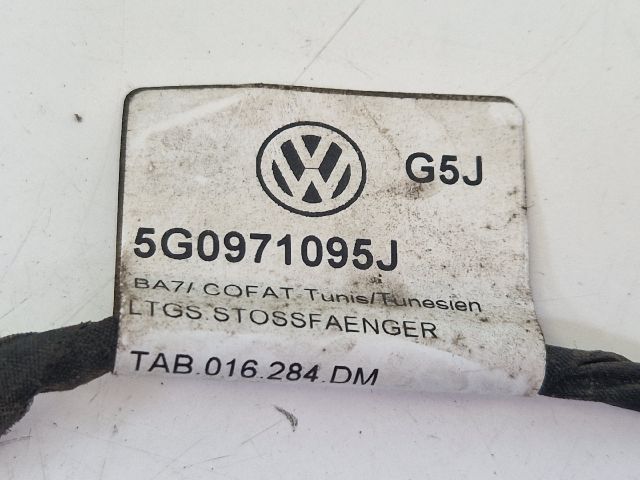 G5J
5G0971095J
BA7/ COFAT Tunis/Tunesien
LTGS.STOSSFAENGER
TAB.016.284.DM